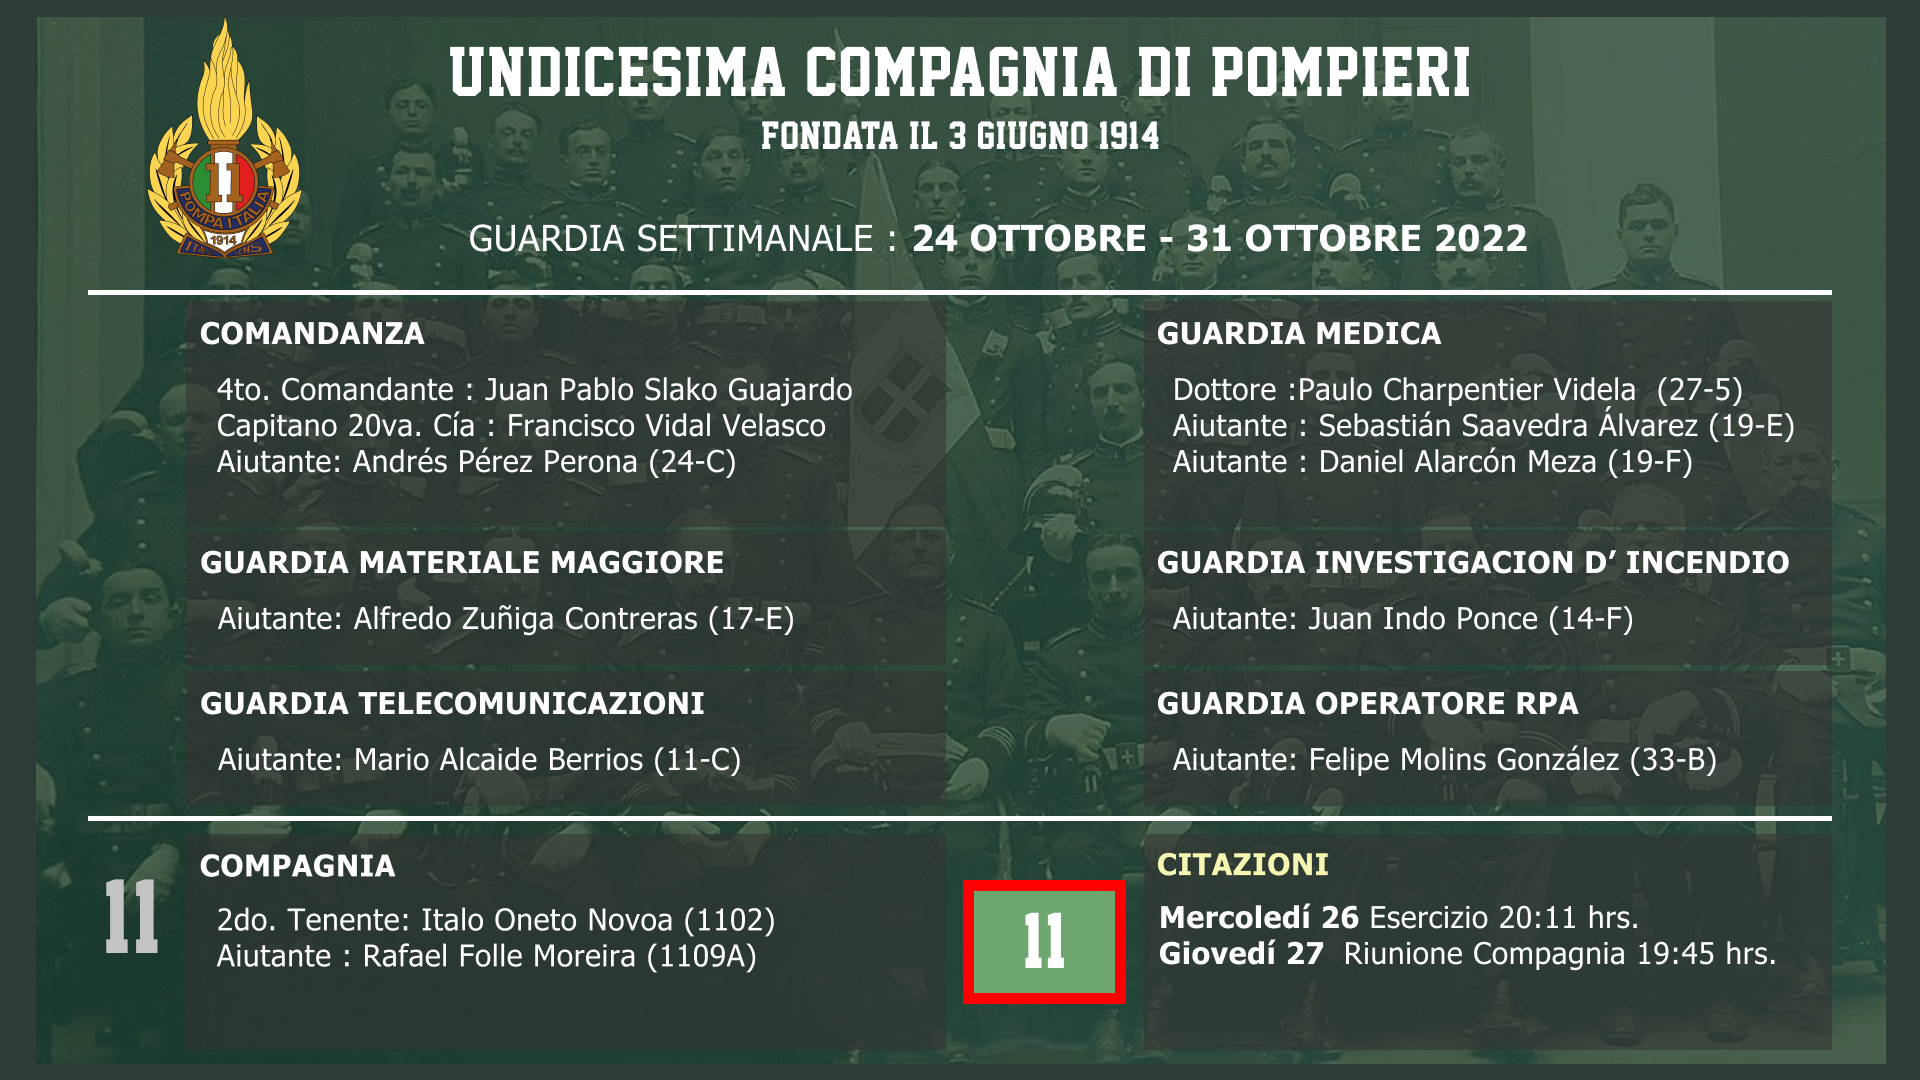 UNDICESIMA COMPAGNIA DI POMPIERI
FONDATA IL 3 GIUGNO 1914
11
POMPA ITALIA
1914
GUARDIA SETTIMANALE : 24 OTTOBRE - 31 OTTOBRE 2022
COMANDANZA
4to. Comandante : Juan Pablo Slako Guajardo
Capitano 20va. Cía : Francisco Vidal Velasco
Aiutante: Andrés Pérez Perona (24-C)
GUARDIA MEDICA
Dottore :Paulo Charpentier Videla (27-5)
Aiutante : Sebastián Saavedra Álvarez (19-E)
Aiutante : Daniel Alarcón Meza (19-F)
GUARDIA MATERIALE MAGGIORE
Aiutante: Alfredo Zuñiga Contreras (17-E)
GUARDIA INVESTIGACION D’ INCENDIO
Aiutante: Juan Indo Ponce (14-F)
GUARDIA TELECOMUNICAZIONI
Aiutante: Mario Alcaide Berrios (11-C)
GUARDIA OPERATORE RPA
Aiutante: Felipe Molins González (33-B)
11
COMPAGNIA
2do. Tenente: Italo Oneto Novoa (1102)
Aiutante : Rafael Folle Moreira (1109A)
11
CITAZIONI
Mercoledí 26 Esercizio 20:11 hrs.
Giovedí 27 Riunione Compagnia 19:45 hrs.